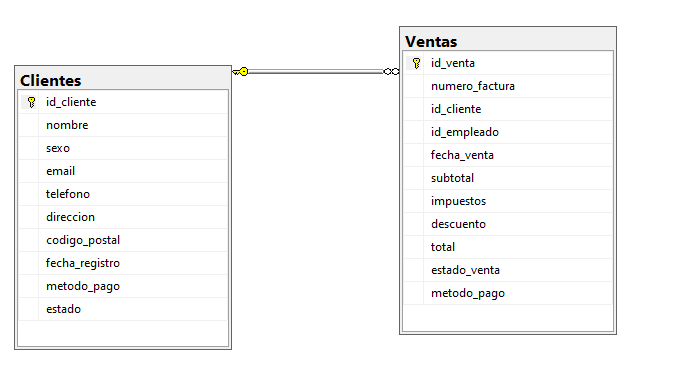 Clientes
id_cliente
nombre
sexo
email
telefono
direccion
codigo_postal
fecha_registro
metodo_pago
estado
Ventas
id_venta
numero_factura
id_cliente
id_empleado
fecha_venta
subtotal
impuestos
descuento
total
estado_venta
metodo_pago